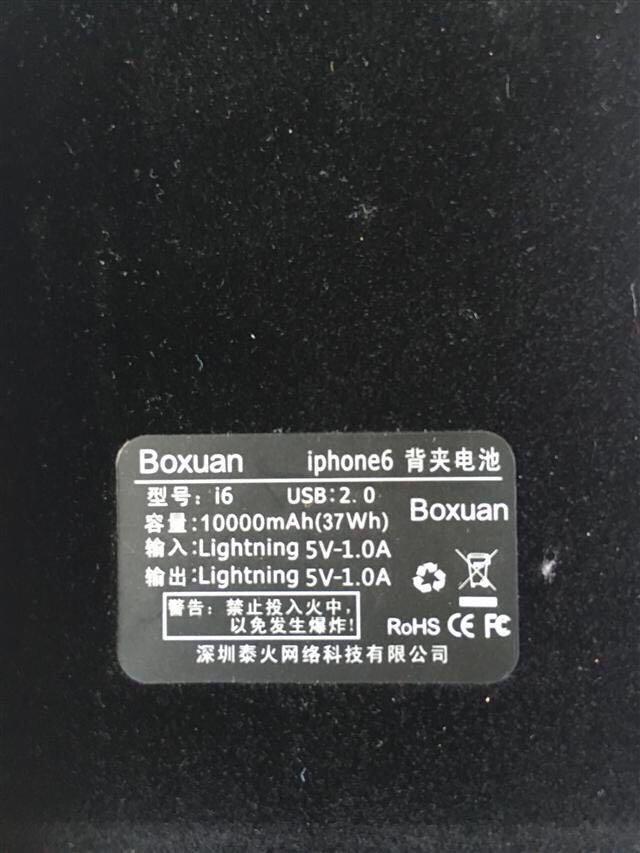 Boxuan iphone6 背夹电池
型号: i6 USB:2.0
Boxuan
容量:10000mAh(37Wh)
输入:Lightning 5V-1.0A
输出:Lightning 5V-1.0A
警告: 禁止投入火中,
以免发生爆炸!
RoHS CE FC
深圳泰火网络科技有限公司